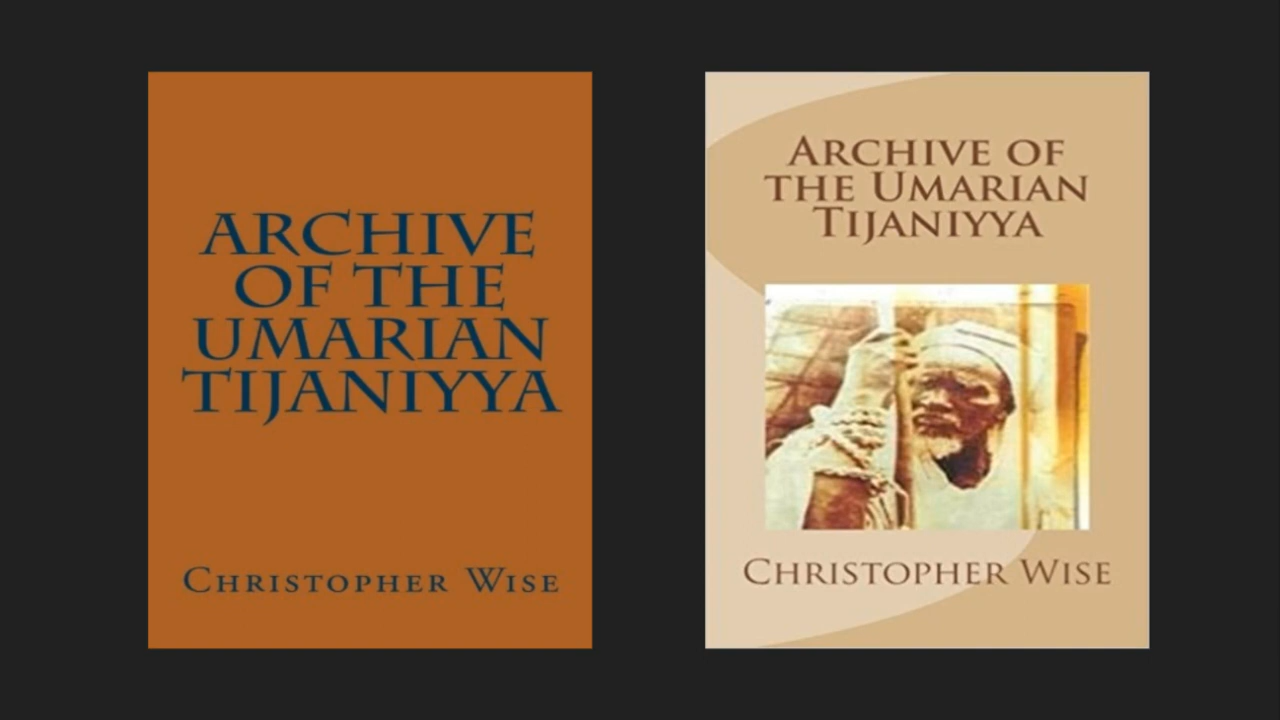 ARCHIVE
OF THE
UMARIAN
TIJANIYYA
CHRISTOPHER WISE
ARCHIVE OF
THE UMARIAN
TIJANIYYA
CHRISTOPHER WISE